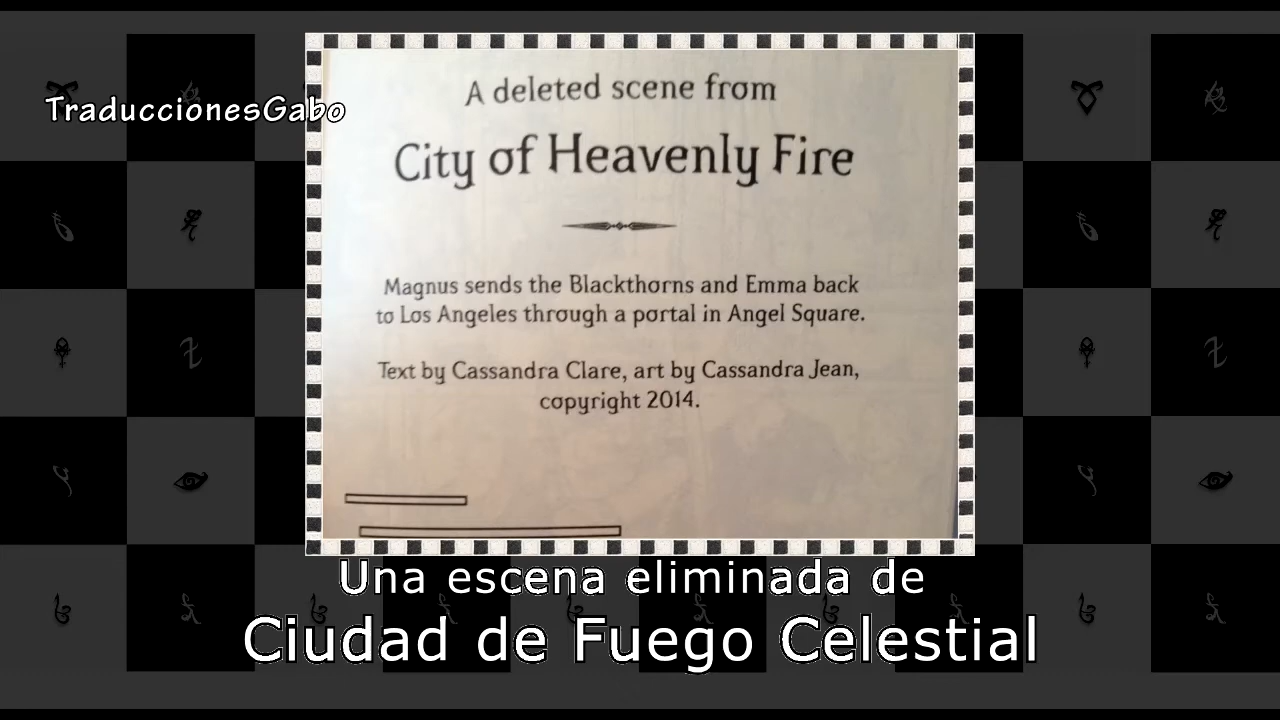 TraduccionesGabo
A deleted scene from
City of Heavenly Fire
Magnus sends the Blackthorns and Emma back
to Los Angeles through a portal in Angel Square.
Text by Cassandra Clare, art by Cassandra Jean,
copyright 2014.
Una escena eliminada de
Ciudad de Fuego Celestial